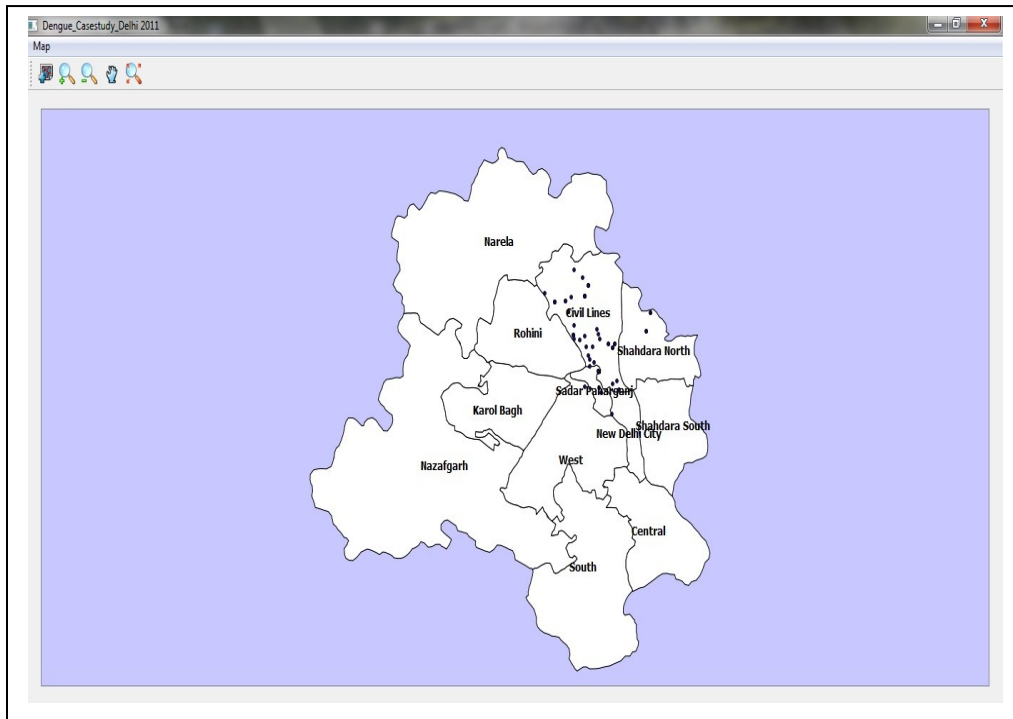 Dengue_Casestudy_Delhi 2011
Map
Narela
Civil Lines
Rohini
Shahdara North
Sadar Paharganj
Karol Bagh
Shahdara South
New Delhi City
West
Nazafgarh
Central
South